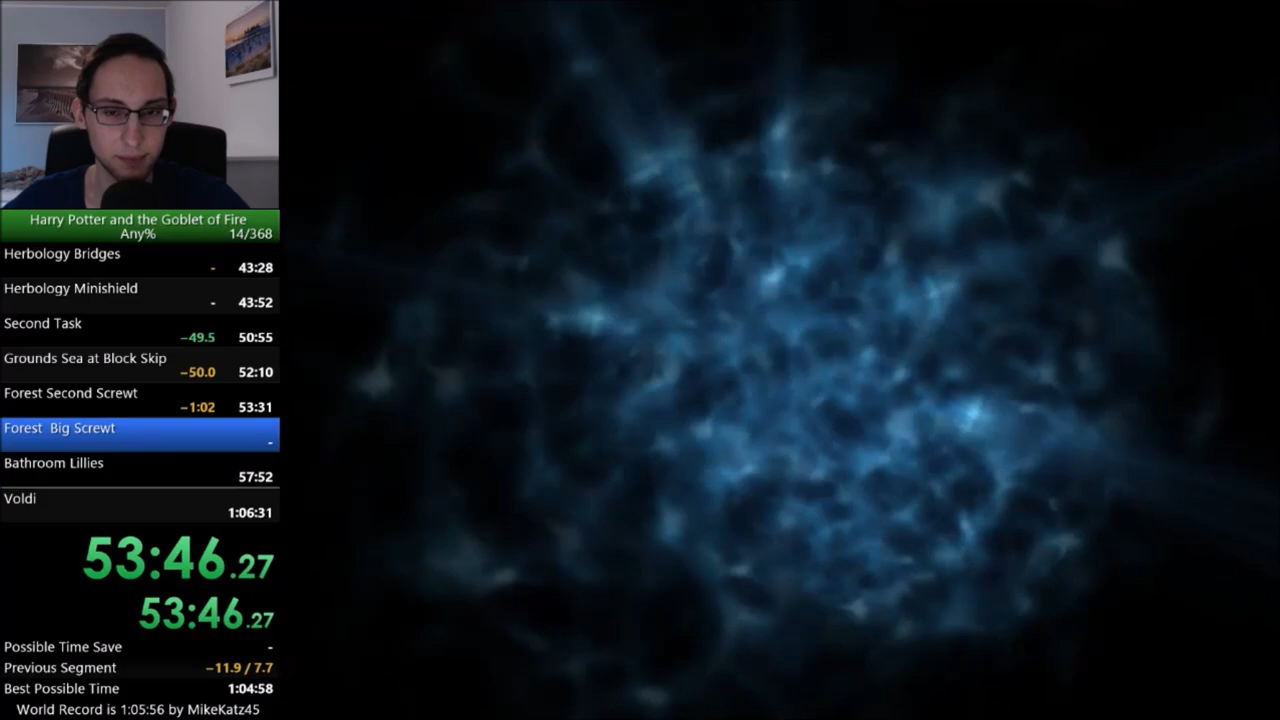 Harry Potter and the Goblet of Fire
Any% 14/368
Herbology Bridges
- 43:28
Herbology Minishield
- 43:52
Second Task
−49.5 50:55
Grounds Sea at Block Skip
−50.0 52:10
Forest Second Screwt
−1:02 53:31
Forest  Big Screwt
-
Bathroom Lillies
57:52
Voldi
1:06:31
53:46.27
53:46.27
Possible Time Save -
Previous Segment −11.9 / 7.7
Best Possible Time 1:04:58
World Record is 1:05:56 by MikeKatz45